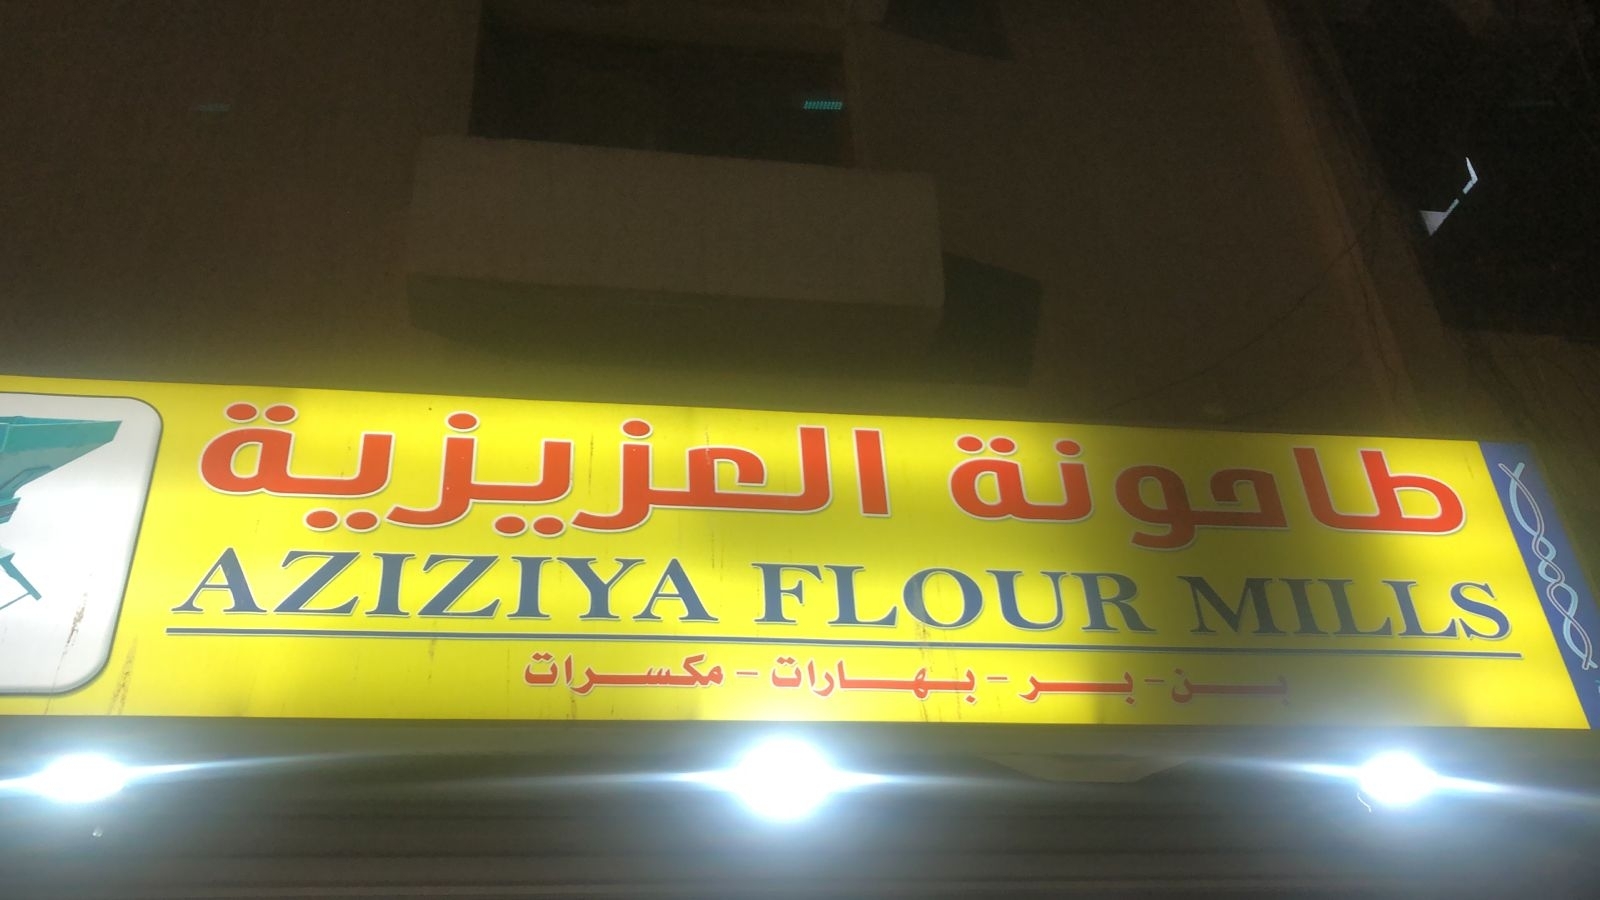 طاحونة العزيزية
AZIZIYA FLOUR MILLS
بن - بر - بهارات - مكسرات